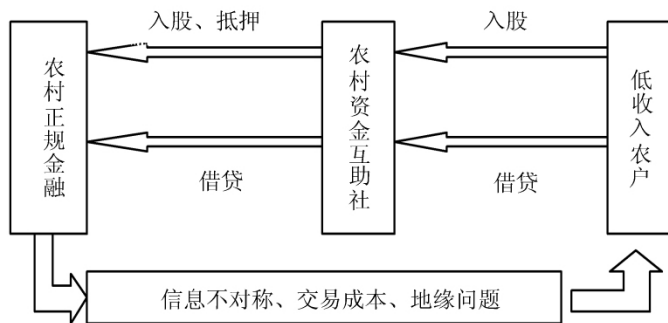 入股、抵押
入股
农村正规金融
农村资金互助社
低收入农户
借贷
借贷
信息不对称、交易成本、地缘问题